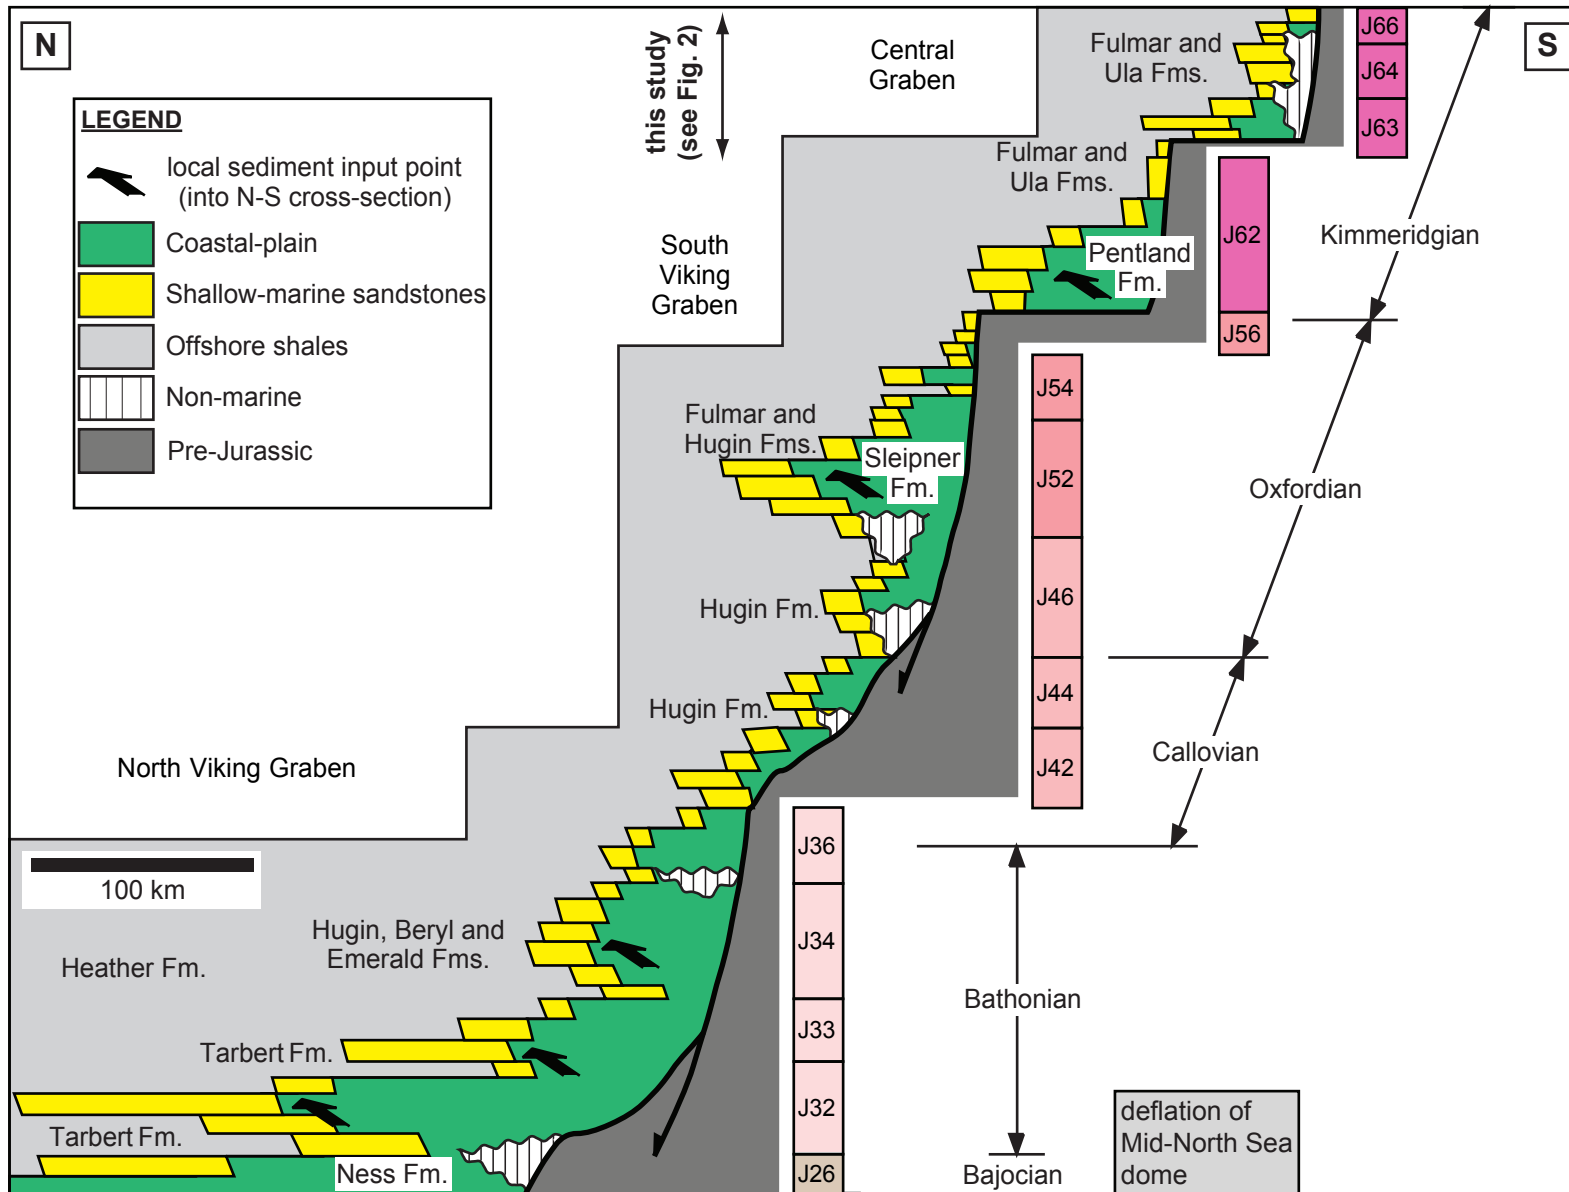 N
S
this study
(see Fig. 2)
Central
Graben
Fulmar and
Ula Fms.
J66
J64
J63
LEGEND
local sediment input point
(into N-S cross-section)
Coastal-plain
Shallow-marine sandstones
Offshore shales
Non-marine
Pre-Jurassic
Fulmar and
Ula Fms.
South
Viking
Graben
Pentland
Fm.
J62
J56
Kimmeridgian
Fulmar and
Hugin Fms.
Sleipner
Fm.
J54
J52
J46
J44
J42
Oxfordian
Hugin Fm.
Hugin Fm.
Callovian
North Viking Graben
100 km
Heather Fm.
Hugin, Beryl and
Emerald Fms.
J36
J34
J33
J32
J26
Bathonian
Tarbert Fm.
Tarbert Fm.
Ness Fm.
Bajocian
deflation of
Mid-North Sea
dome